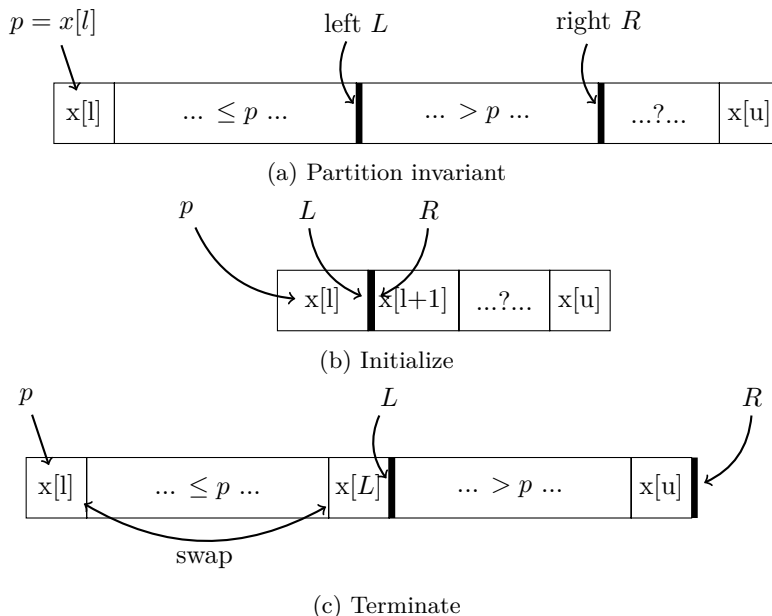 p = x[l]
left L
right R
x[l]
... ≤ p ...
... > p ...
...?...
x[u]
(a) Partition invariant
p
L
R
x[l]
x[l+1]
...?...
x[u]
(b) Initialize
p
L
R
x[l]
... ≤ p ...
x[L]
... > p ...
x[u]
swap
(c) Terminate